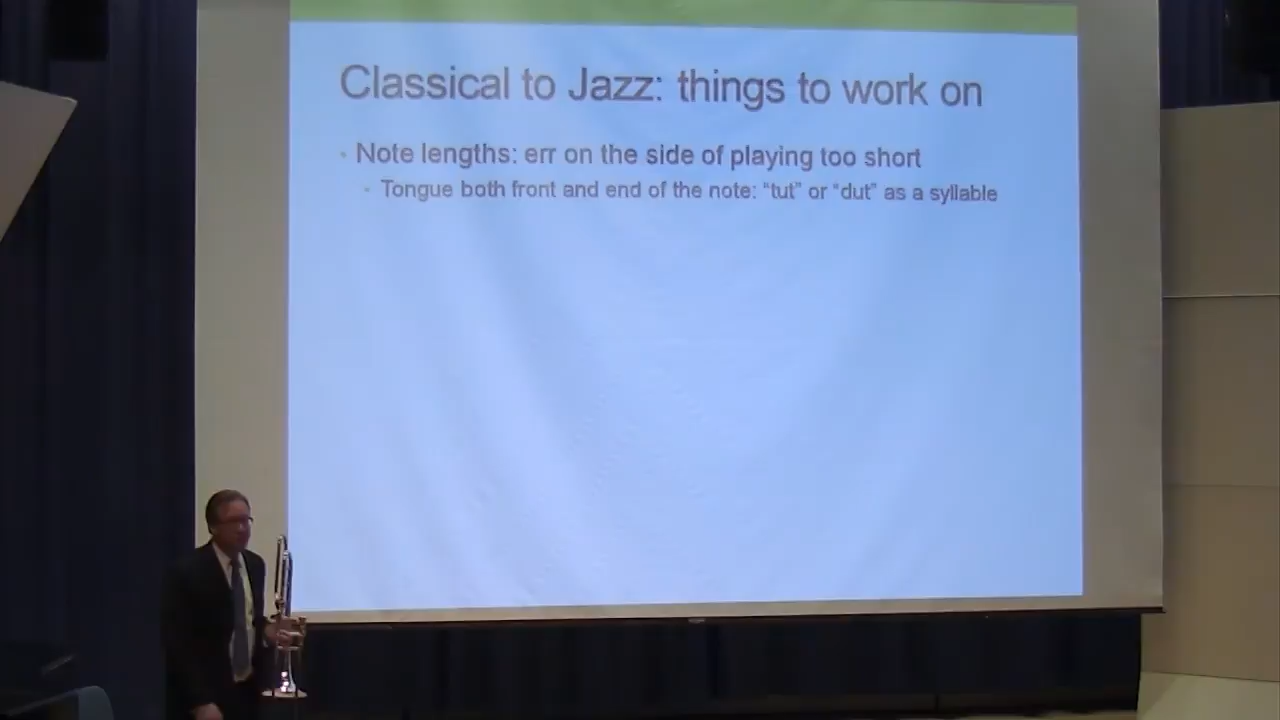 Classical to Jazz: things to work on
• Note lengths: err on the side of playing too short
• Tongue both front and end of the note: “tut” or “dut” as a syllable